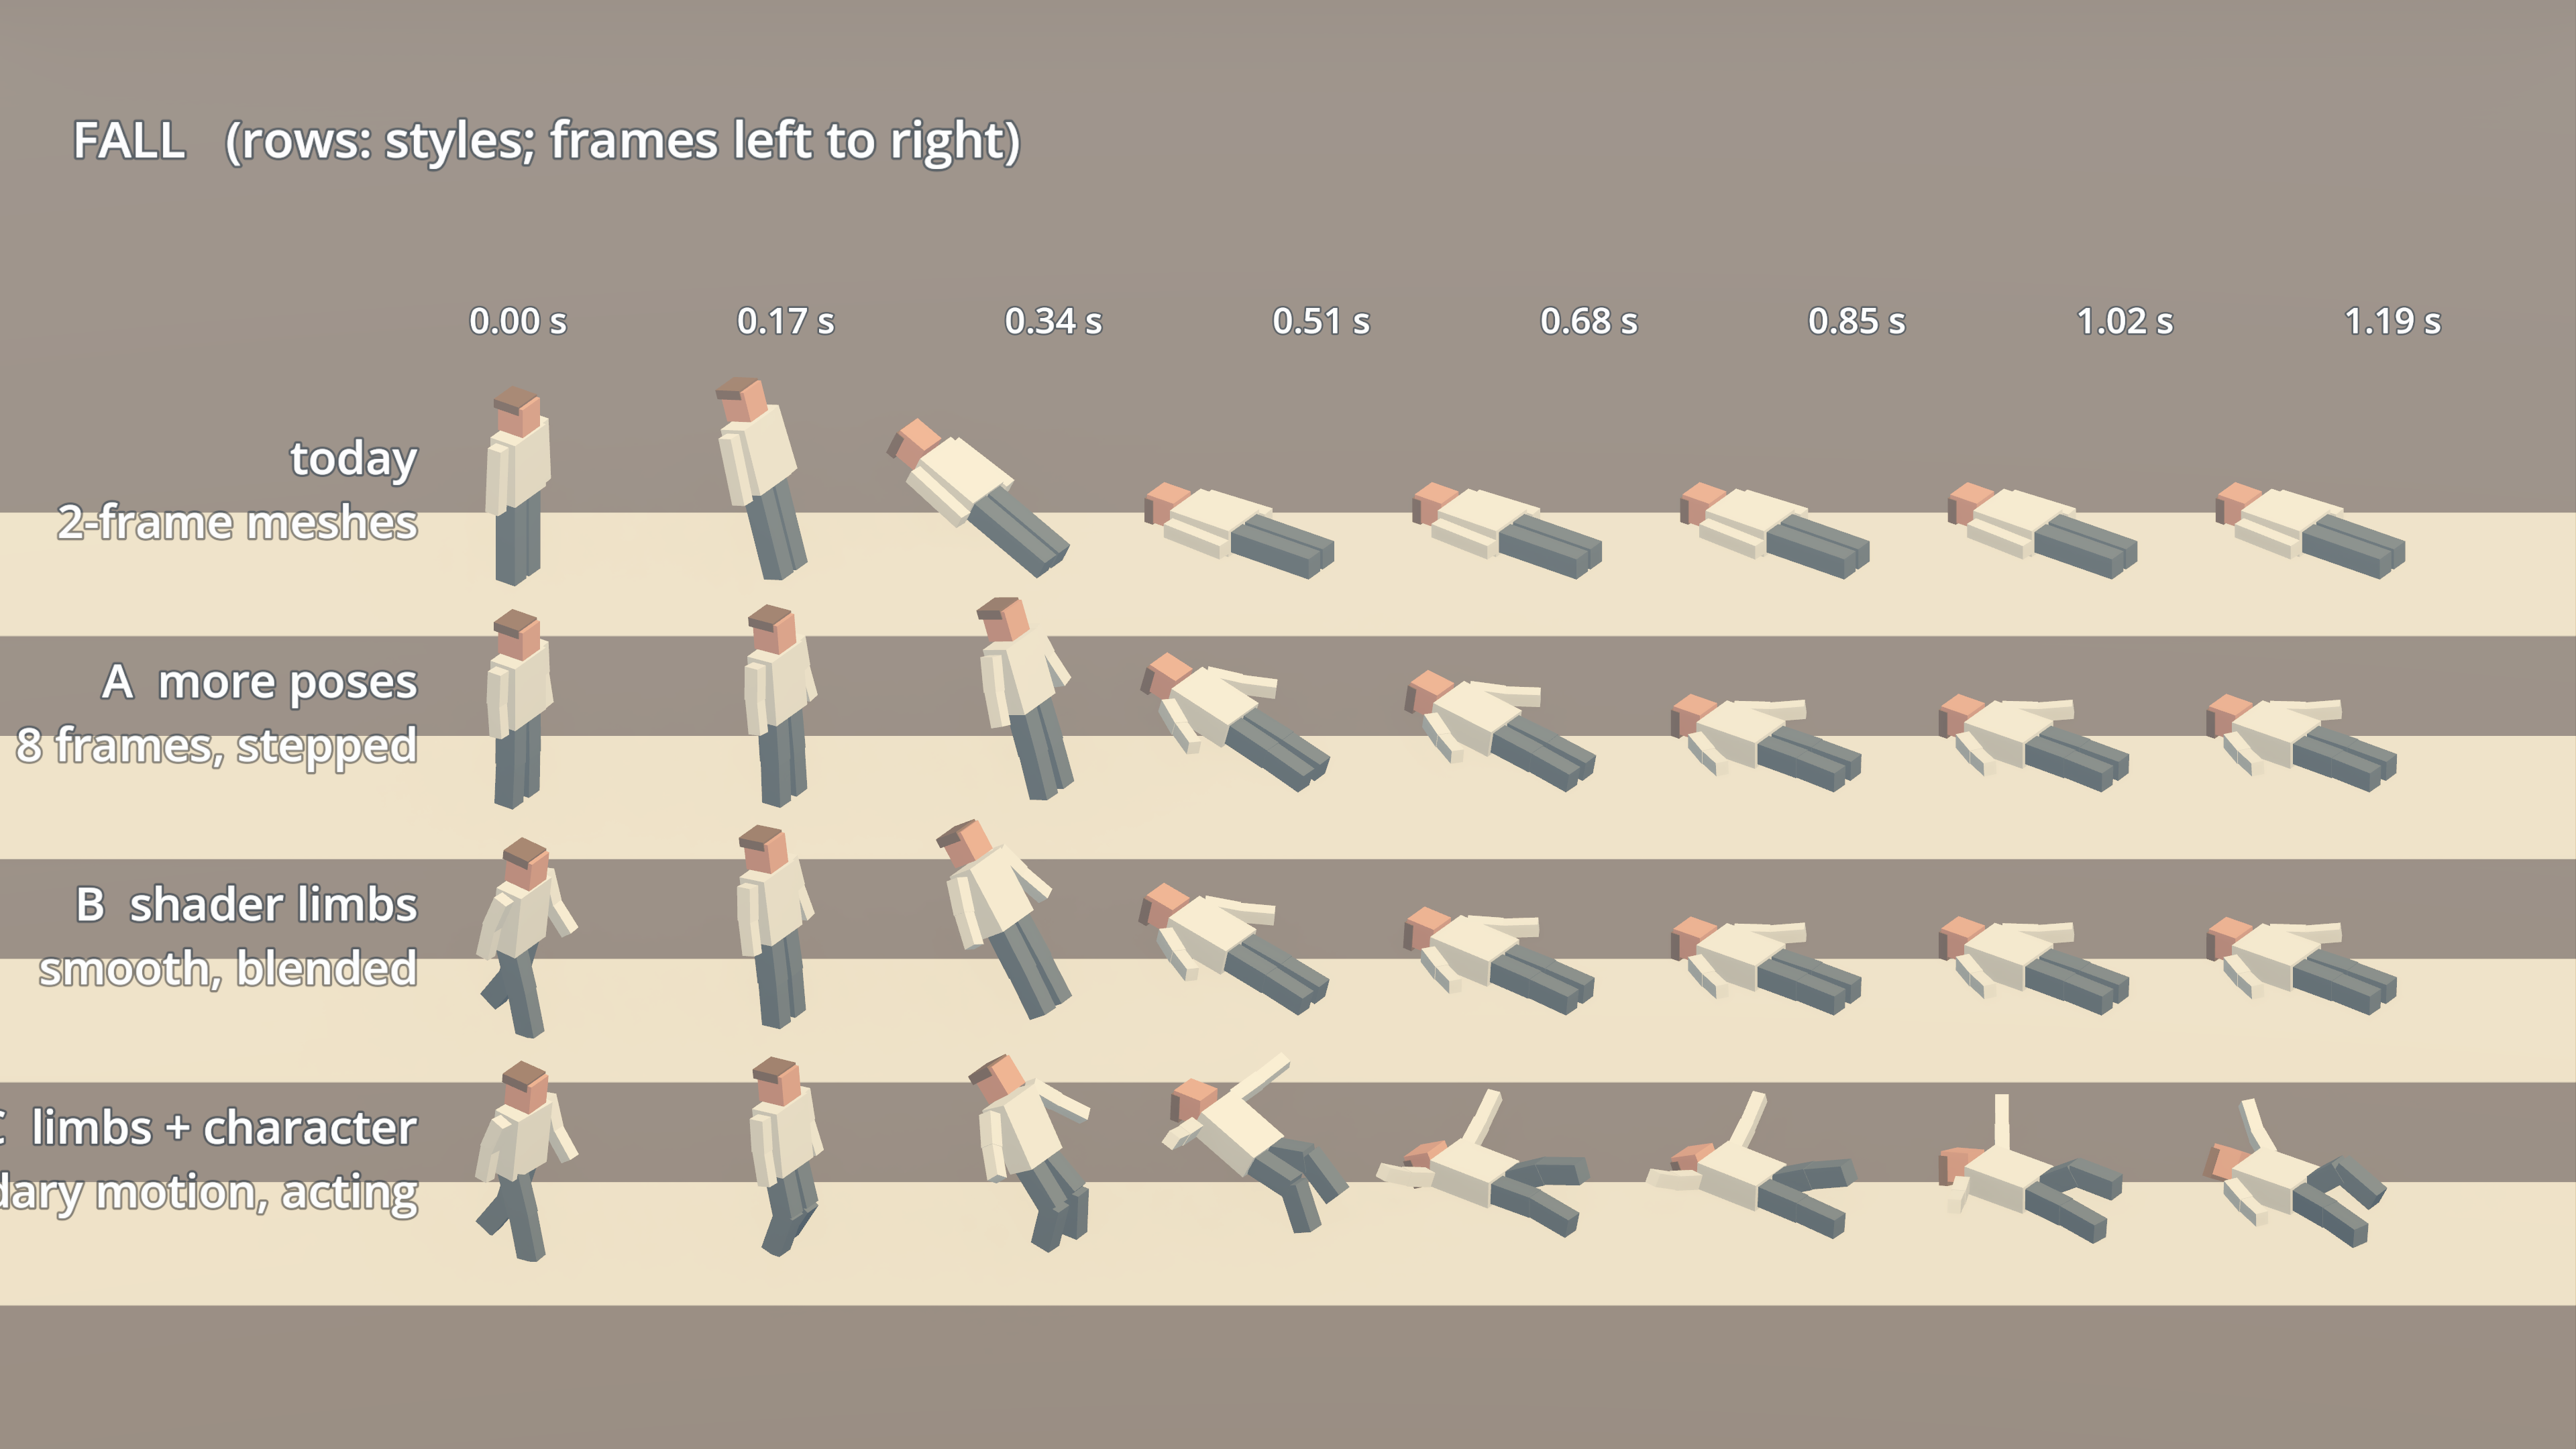 FALL (rows: styles; frames left to right)
0.00 s 0.17 s 0.34 s 0.51 s 0.68 s 0.85 s 1.02 s 1.19 s
today
2-frame meshes
A more poses
8 frames, stepped
B shader limbs
smooth, blended
limbs + character
motion, acting